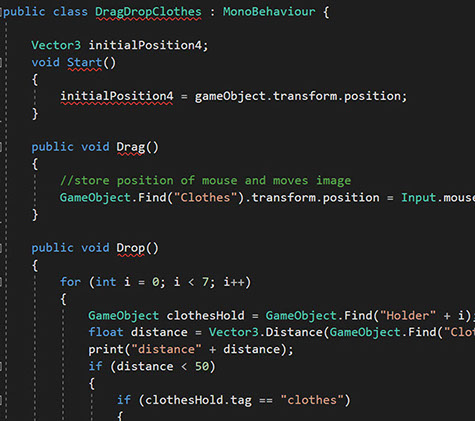 public class DragDropClothes : MonoBehaviour {
Vector3 initialPosition4;
void Start()
{
initialPosition4 = gameObject.transform.position;
}
public void Drag()
{
//store position of mouse and moves image
GameObject.Find("Clothes").transform.position = Input.mouse
}
public void Drop()
{
for (int i = 0; i < 7; i++)
{
GameObject clothesHold = GameObject.Find("Holder" + i);
float distance = Vector3.Distance(GameObject.Find("Clot
print("distance" + distance);
if (distance < 50)
{
if (clothesHold.tag == "clothes")
{